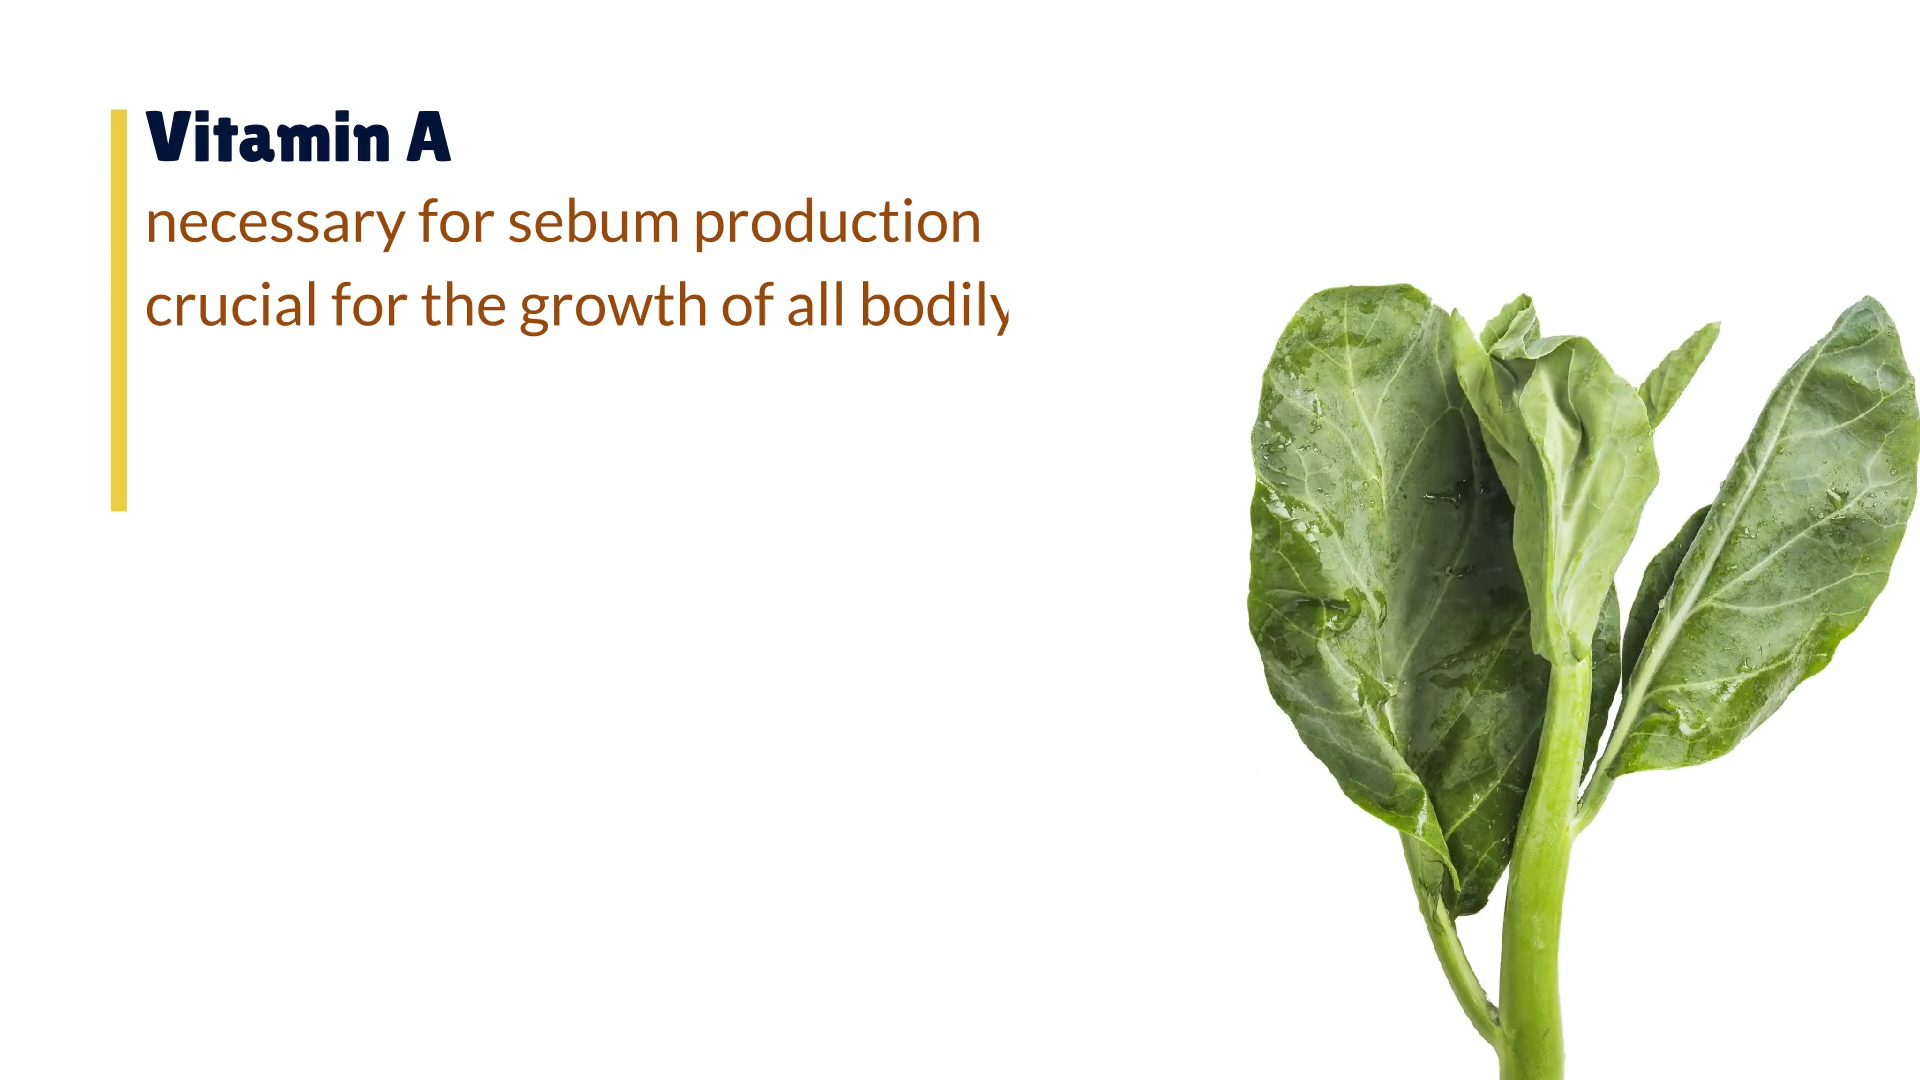 Vitamin A
necessary for sebum production
crucial for the growth of all bodily